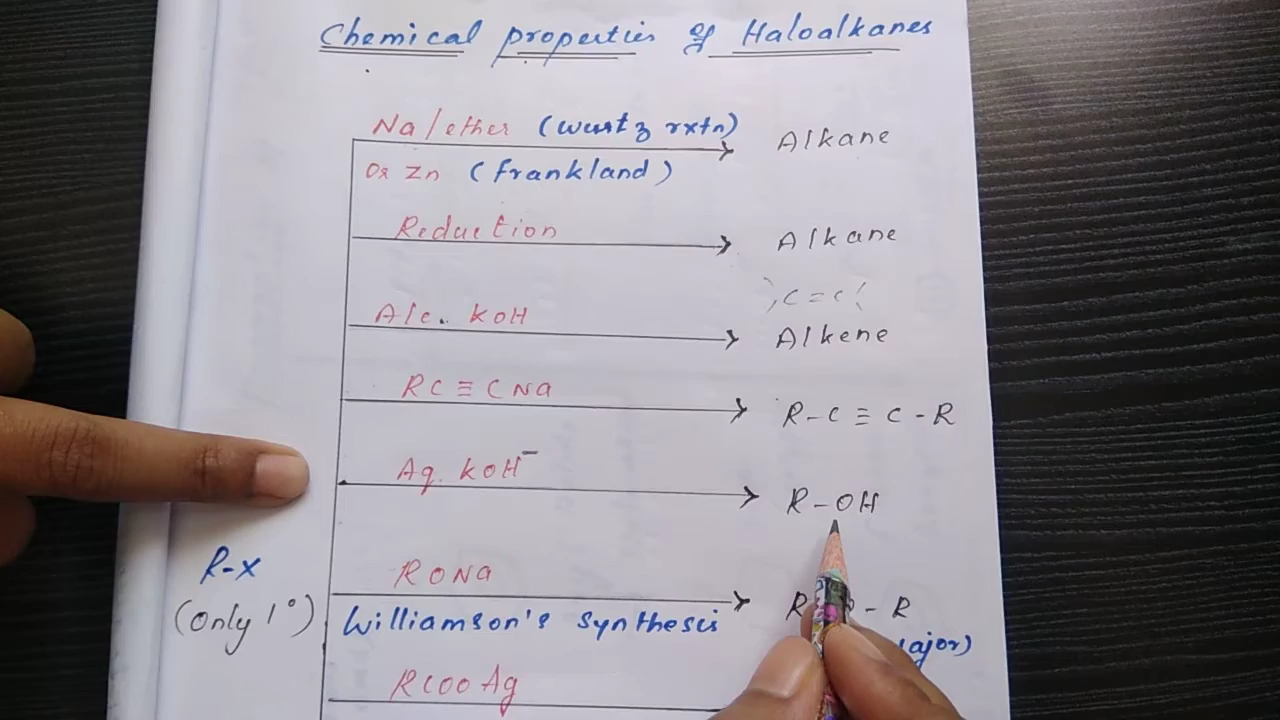 Chemical properties of Haloalkanes
Na/ether (wurtz rxtn)
Alkane
Or Zn (frankland)
Reduction
Alkane
C=C
Alc. KOH
Alkene
RC≡CNa
R-C≡C-R
Aq. KOH⁻
R-OH
R-X
(only 1°)
RONa
R - R
Williamson's synthesis
RCOOAg